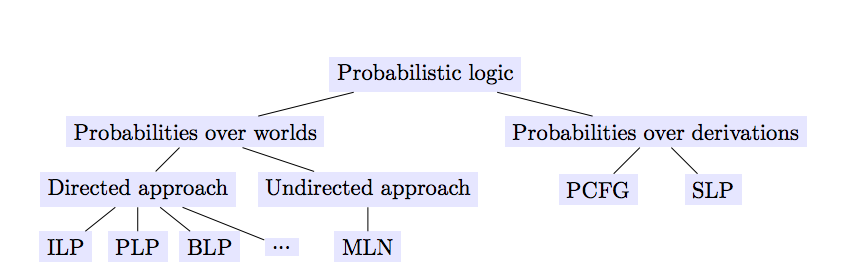 Probabilistic logic
Probabilities over worlds
Probabilities over derivations
Directed approach
Undirected approach
PCFG
SLP
ILP
PLP
BLP
...
MLN